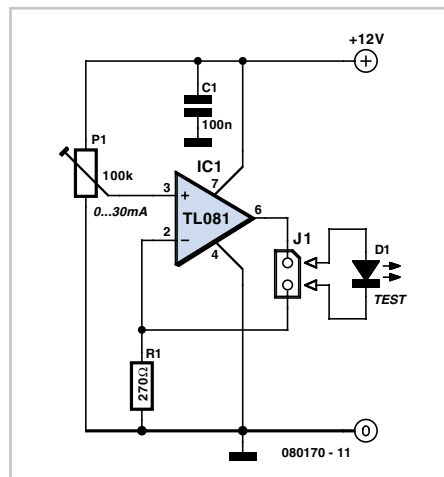 +12V
C1
100n
P1
100k
0...30mA
IC1
7
3
+
TL081
6
2
–
4
J1
D1
TEST
R1
270Ω
0
080170 - 11